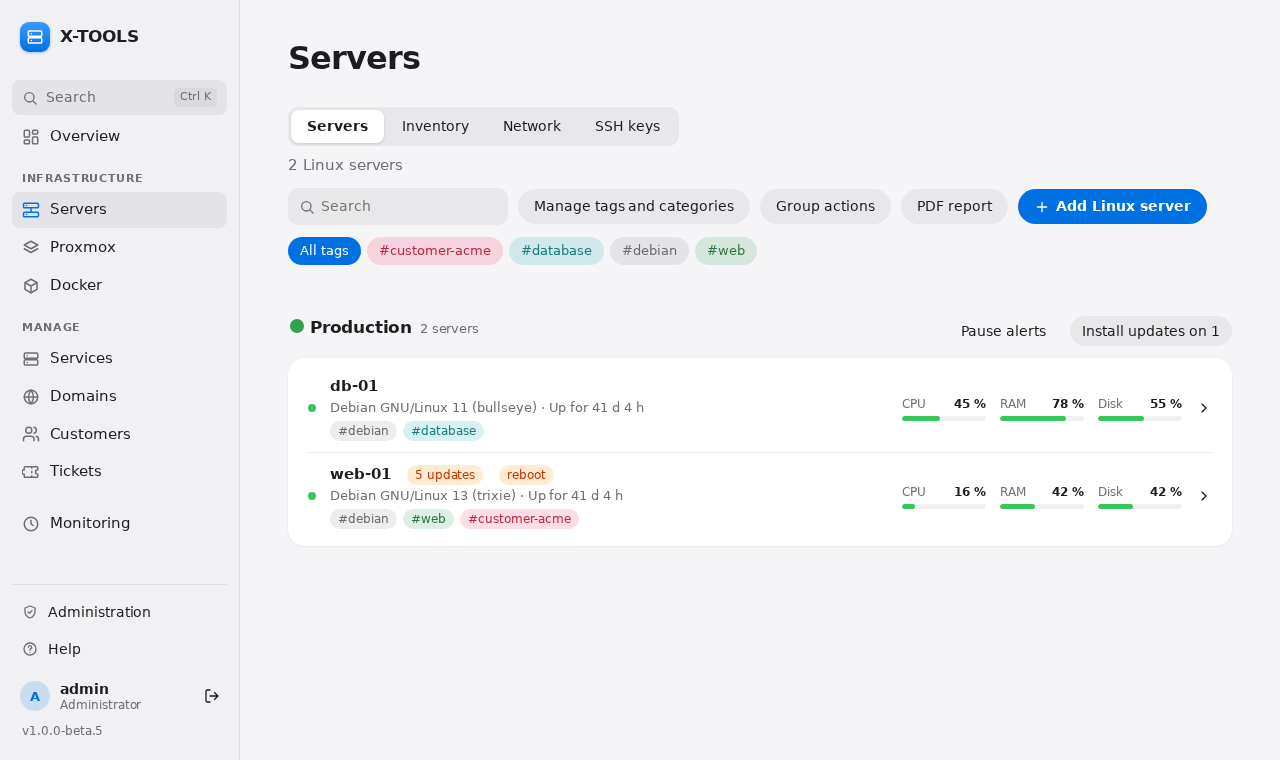 X-TOOLS
Search Ctrl K
Overview
INFRASTRUCTURE
Servers
Proxmox
Docker
MANAGE
Services
Domains
Customers
Tickets
Monitoring
Administration
Help
A admin
Administrator
v1.0.0-beta.5
Servers
Servers Inventory Network SSH keys
2 Linux servers
Search Manage tags and categories Group actions PDF report Add Linux server
All tags #customer-acme #database #debian #web
Production 2 servers Pause alerts Install updates on 1
db-01
Debian GNU/Linux 11 (bullseye) · Up for 41 d 4 h
#debian #database
CPU 45 % RAM 78 % Disk 55 %
web-01 5 updates reboot
Debian GNU/Linux 13 (trixie) · Up for 41 d 4 h
#debian #web #customer-acme
CPU 16 % RAM 42 % Disk 42 %